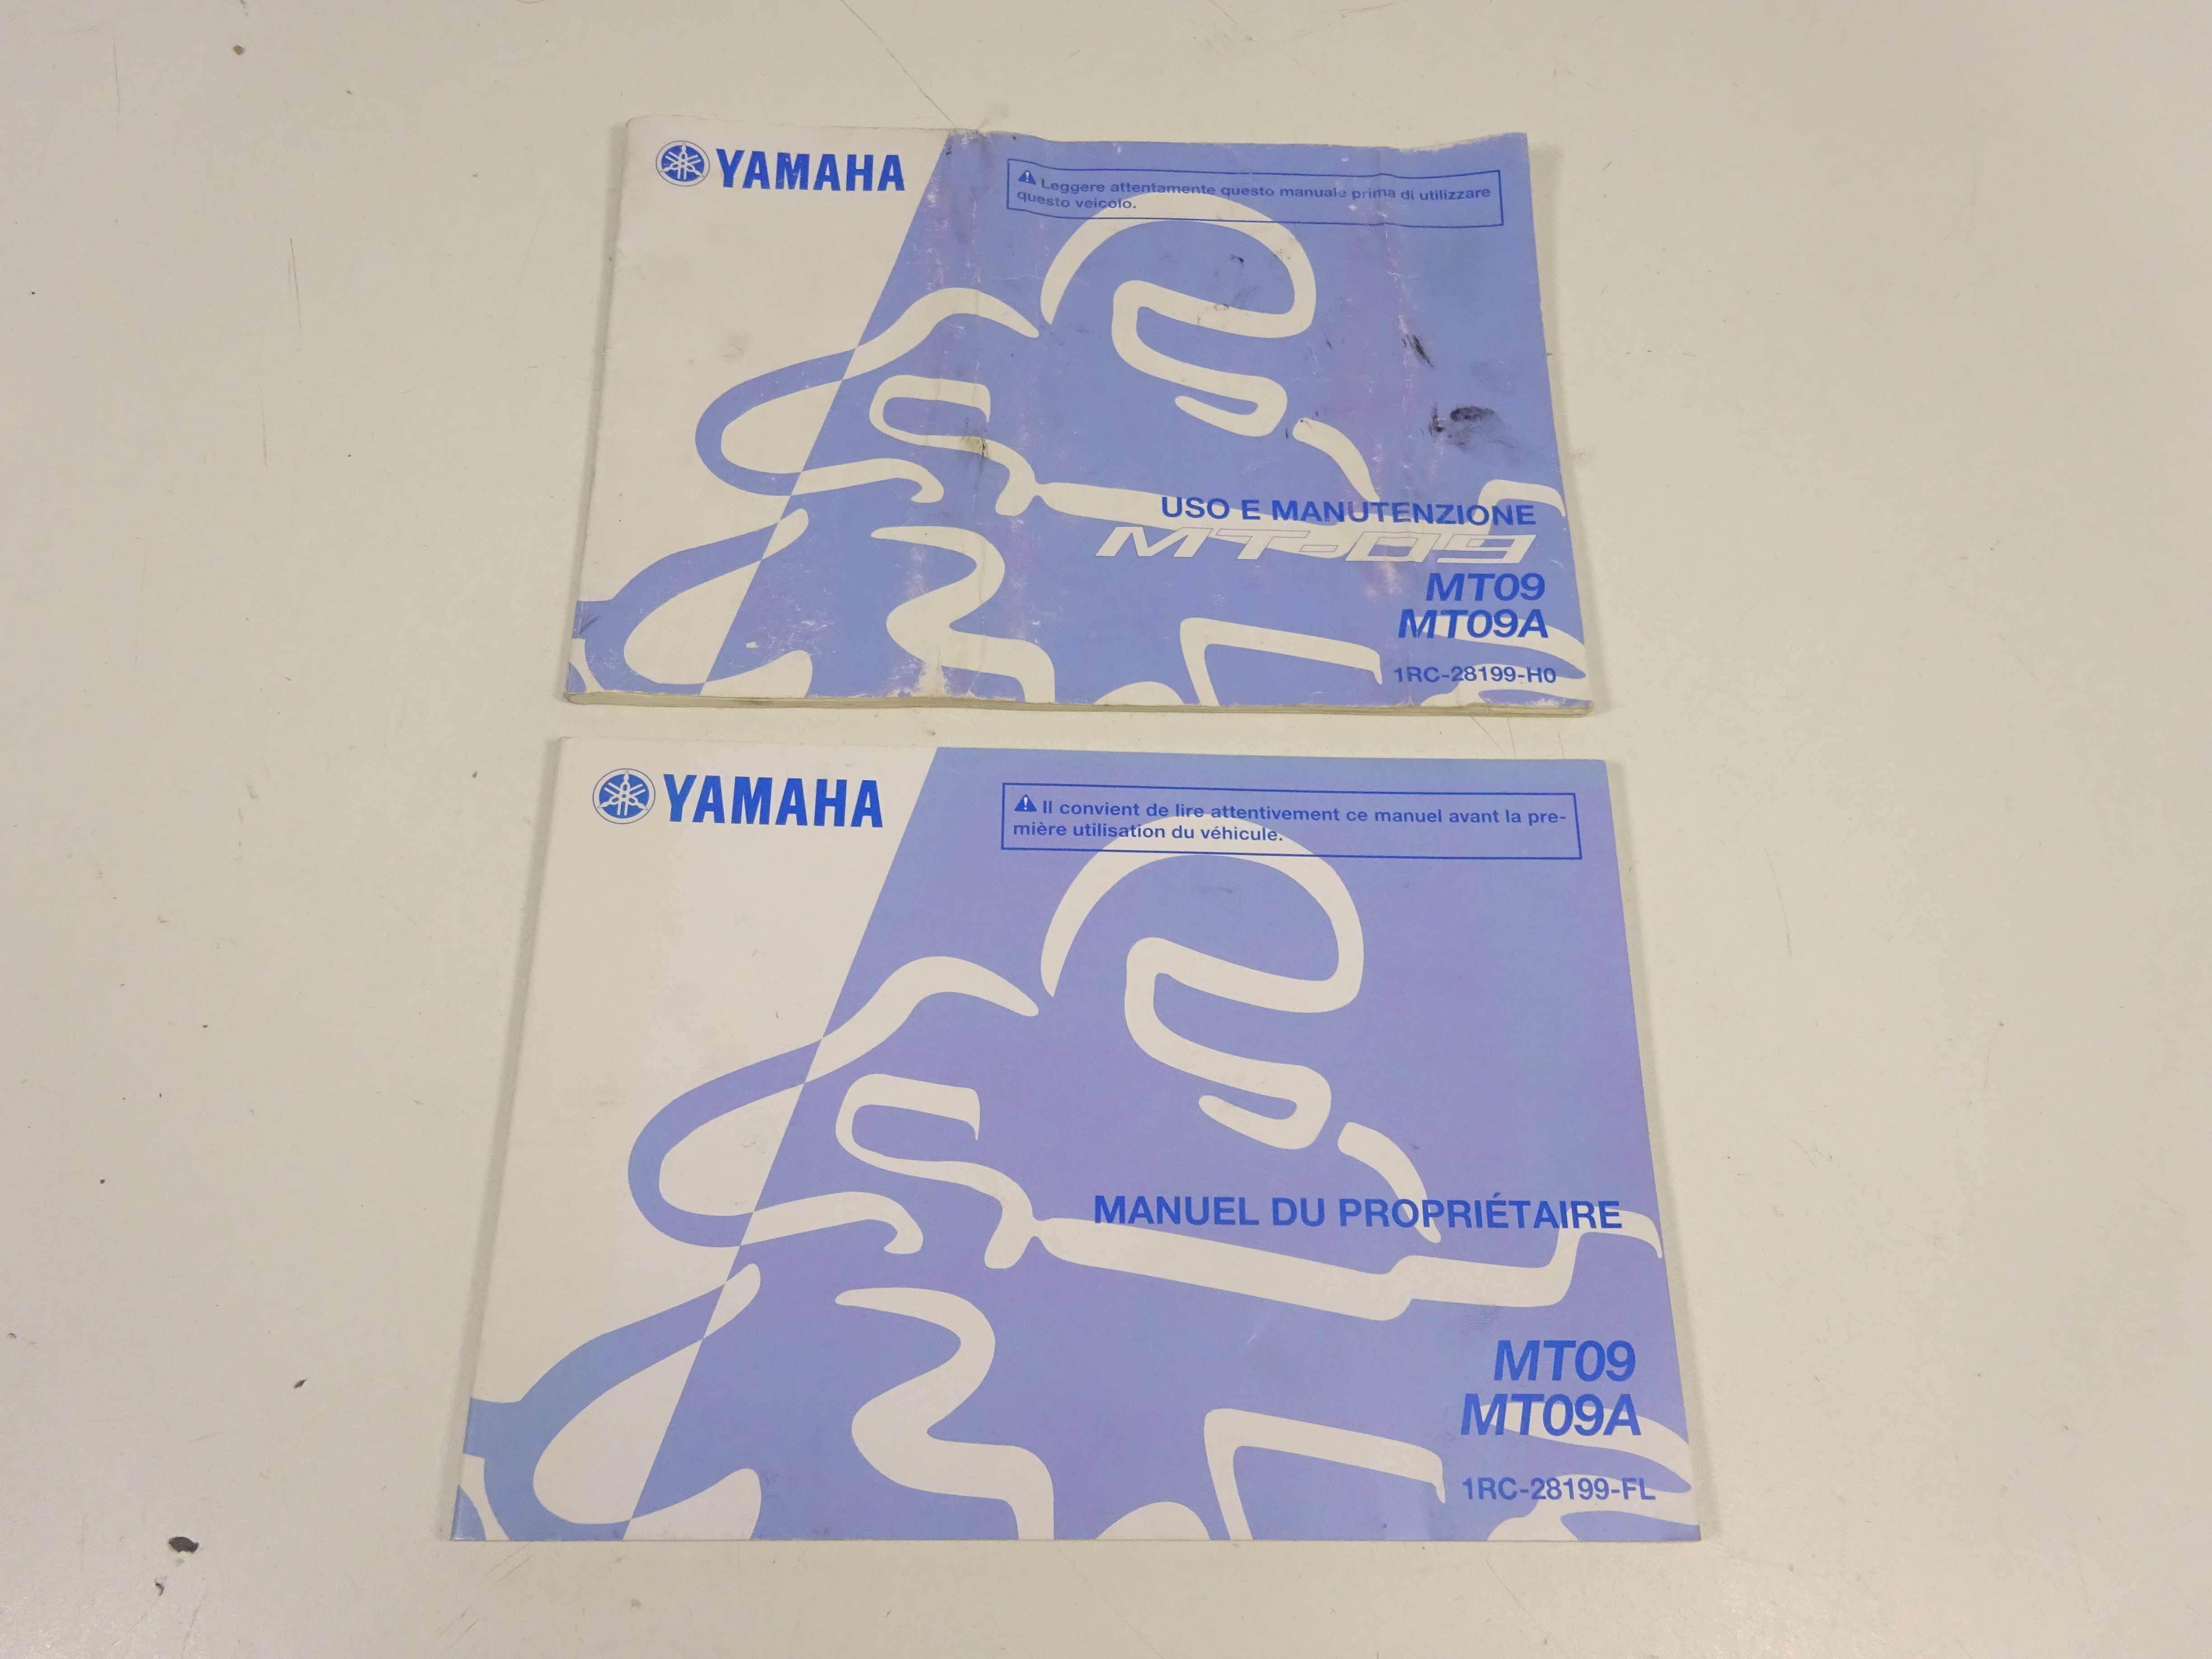 YAMAHA
Leggere attentamente questo manuale prima di utilizzare
questo veicolo.
USO E MANUTENZIONE
MT-09
MT09
MT09A
1RC-28199-H0
YAMAHA
Il convient de lire attentivement ce manuel avant la pre-
mière utilisation du véhicule.
MANUEL DU PROPRIÉTAIRE
MT09
MT09A
1RC-28199-FL